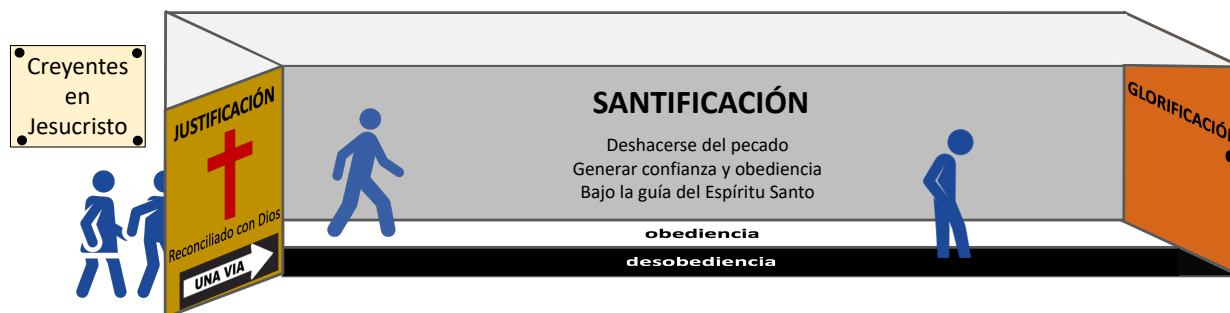 Creyentes
en
Jesucristo
JUSTIFICACIÓN
Reconciliado con Dios
UNA VIA
SANTIFICACIÓN
Deshacerse del pecado
Generar confianza y obediencia
Bajo la guía del Espíritu Santo
obediencia
desobediencia
GLORIFICACIÓN